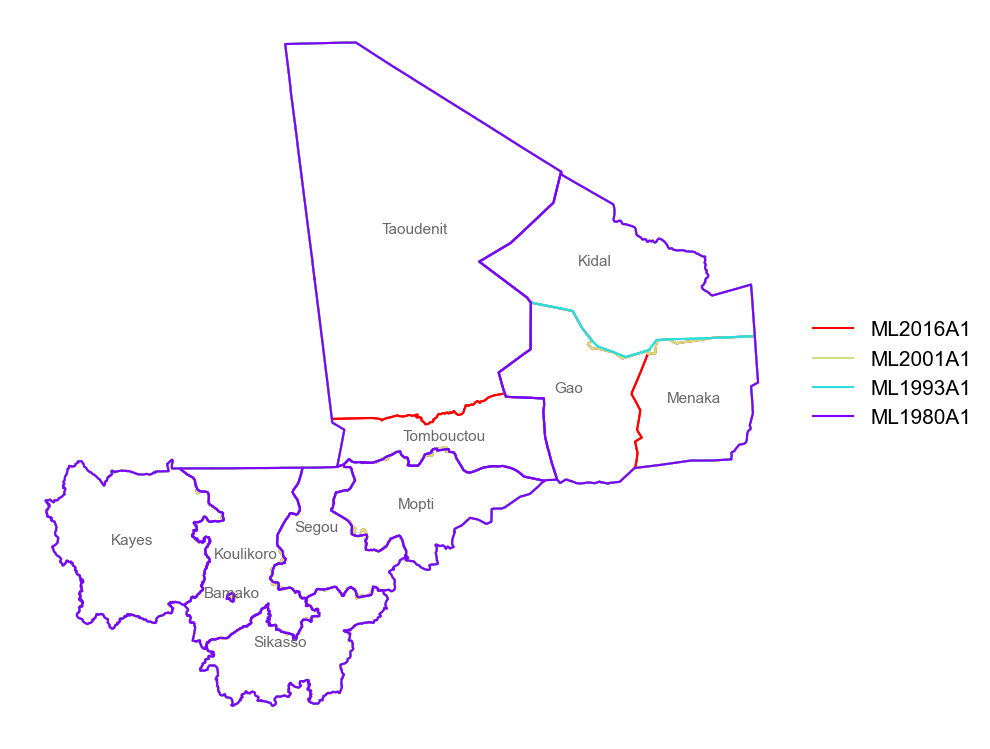 Taoudenit
Kidal
ML2016A1
ML2001A1
ML1993A1
ML1980A1
Gao
Menaka
Tombouctou
Mopti
Segou
Kayes
Koulikoro
Bamako
Sikasso